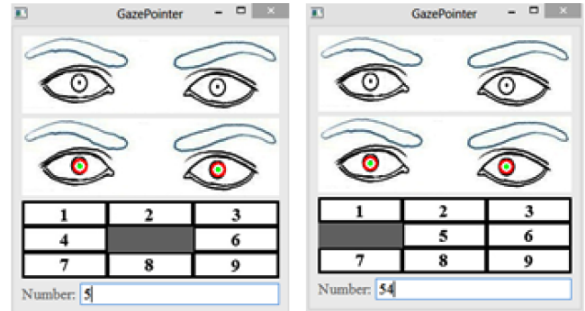 GazePointer
1 2 3
4 6
7 8 9
Number: 5
GazePointer
1 2 3
5 6
7 8 9
Number: 54